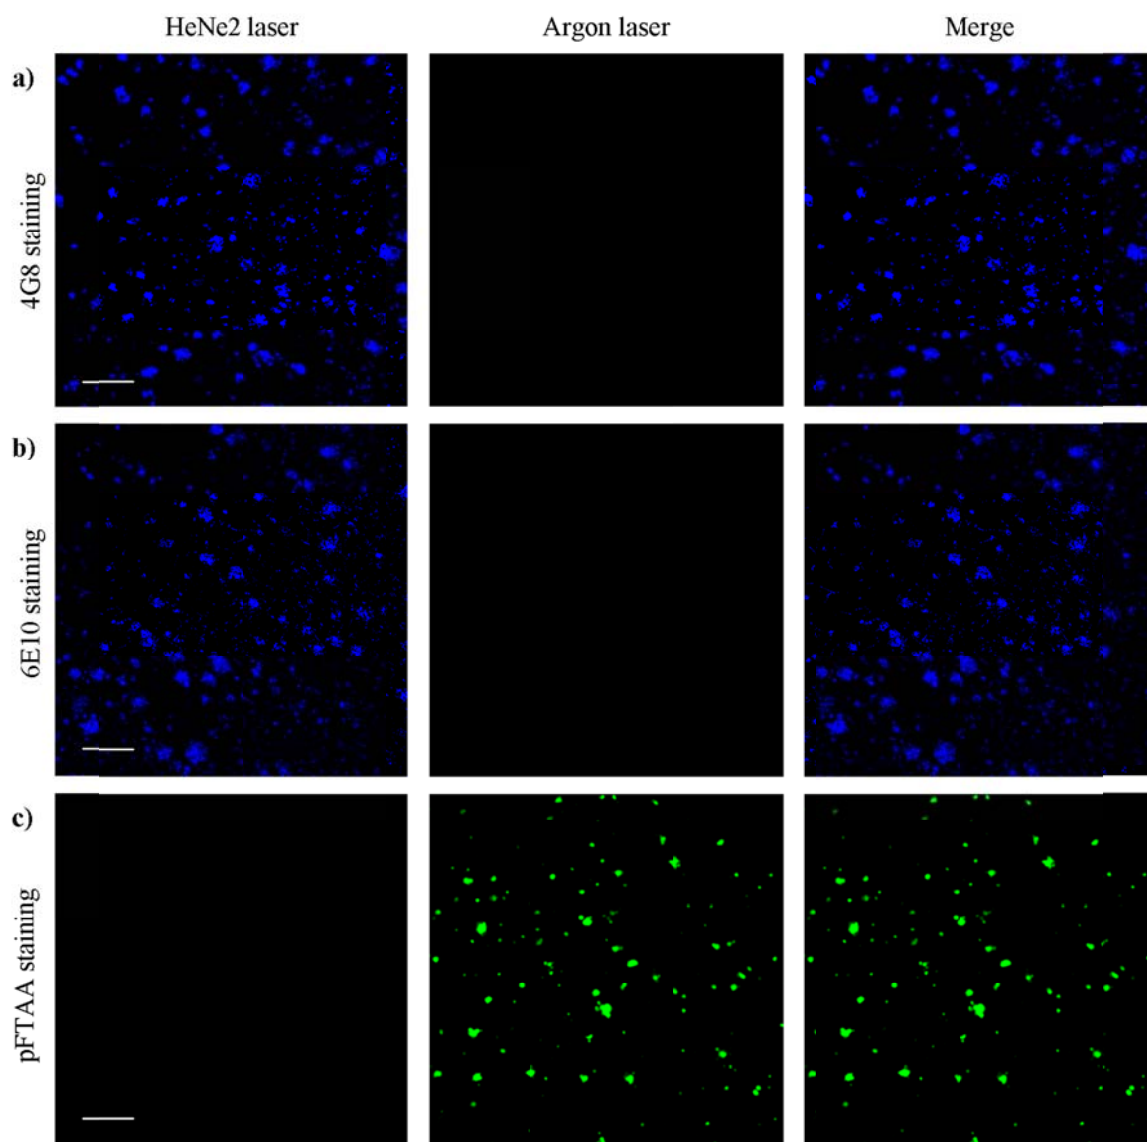 HeNe2 laser
Argon laser
Merge
a)
4G8 staining
b)
6E10 staining
c)
pFTAA staining